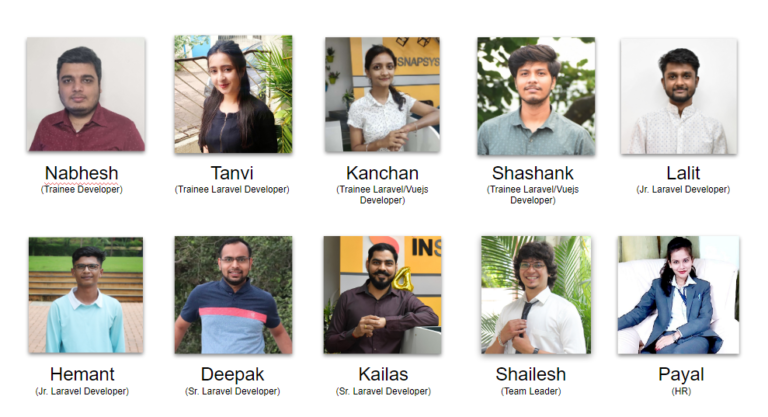 SNAPSYS
Nabhesh
(Trainee Developer)
Tanvi
(Trainee Laravel Developer)
Kanchan
(Trainee Laravel/Vuejs
Developer)
Shashank
(Trainee Laravel/Vuejs
Developer)
Lalit
(Jr. Laravel Developer)
INS
Hemant
(Jr. Laravel Developer)
Deepak
(Sr. Laravel Developer)
Kailas
(Sr. Laravel Developer)
Shailesh
(Team Leader)
Payal
(HR)